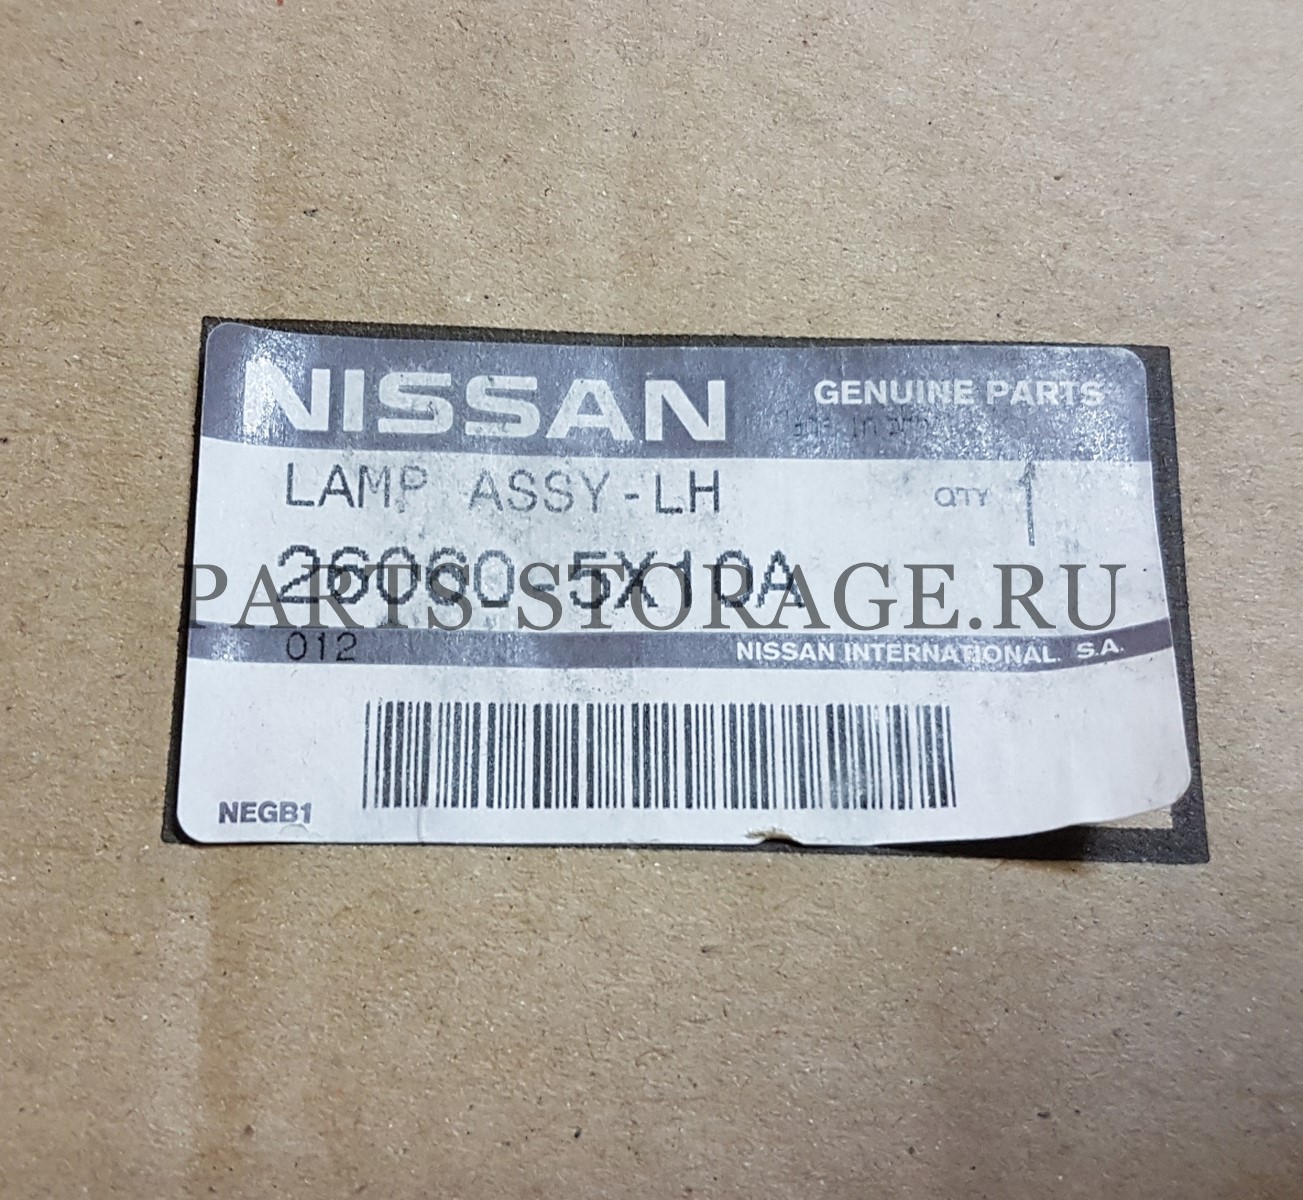 NISSAN
GENUINE PARTS
LAMP ASSY-LH
QTY 1
26060-5X10A
PARTS-STORAGE.RU
012
NISSAN INTERNATIONAL. S.A.
NEGB1